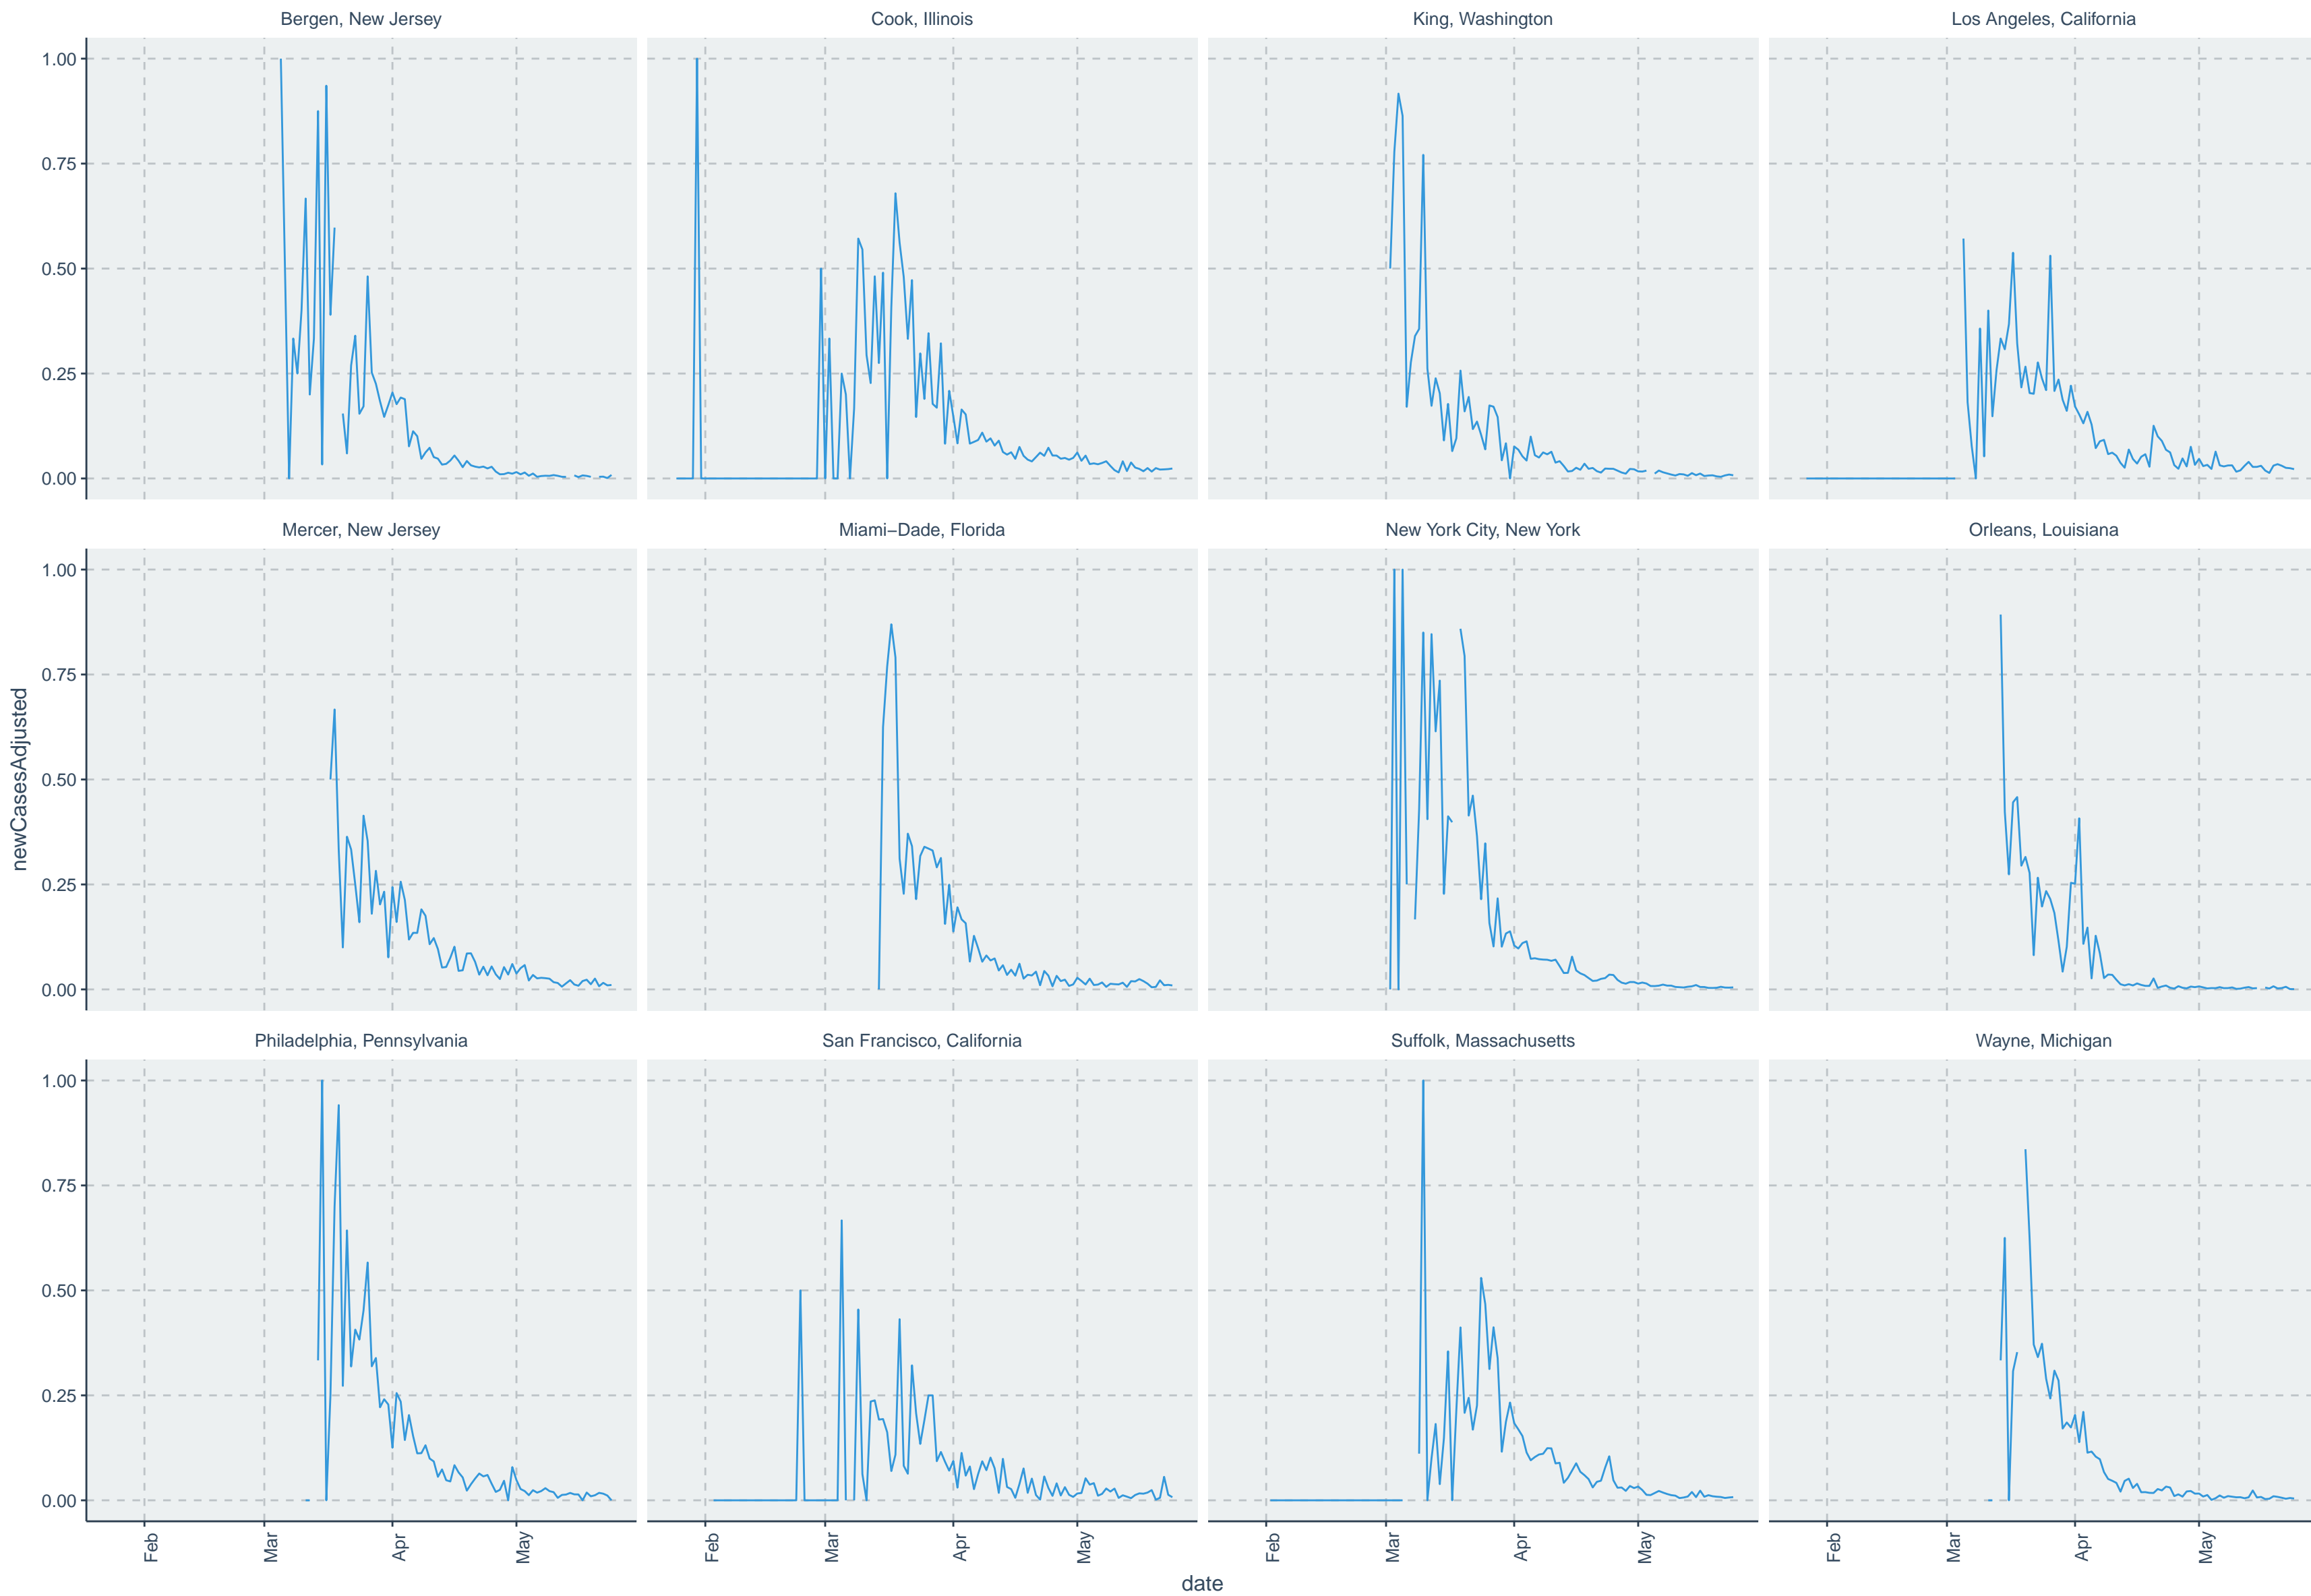 Bergen, New Jersey
Cook, Illinois
King, Washington
Los Angeles, California
1.00
0.75
0.50
0.25
0.00
Mercer, New Jersey
Miami−Dade, Florida
New York City, New York
Orleans, Louisiana
1.00
0.75
0.50
0.25
0.00
newCasesAdjusted
Philadelphia, Pennsylvania
San Francisco, California
Suffolk, Massachusetts
Wayne, Michigan
1.00
0.75
0.50
0.25
0.00
Feb
Mar
Apr
May
Feb
Mar
Apr
May
Feb
Mar
Apr
May
Feb
Mar
Apr
May
date